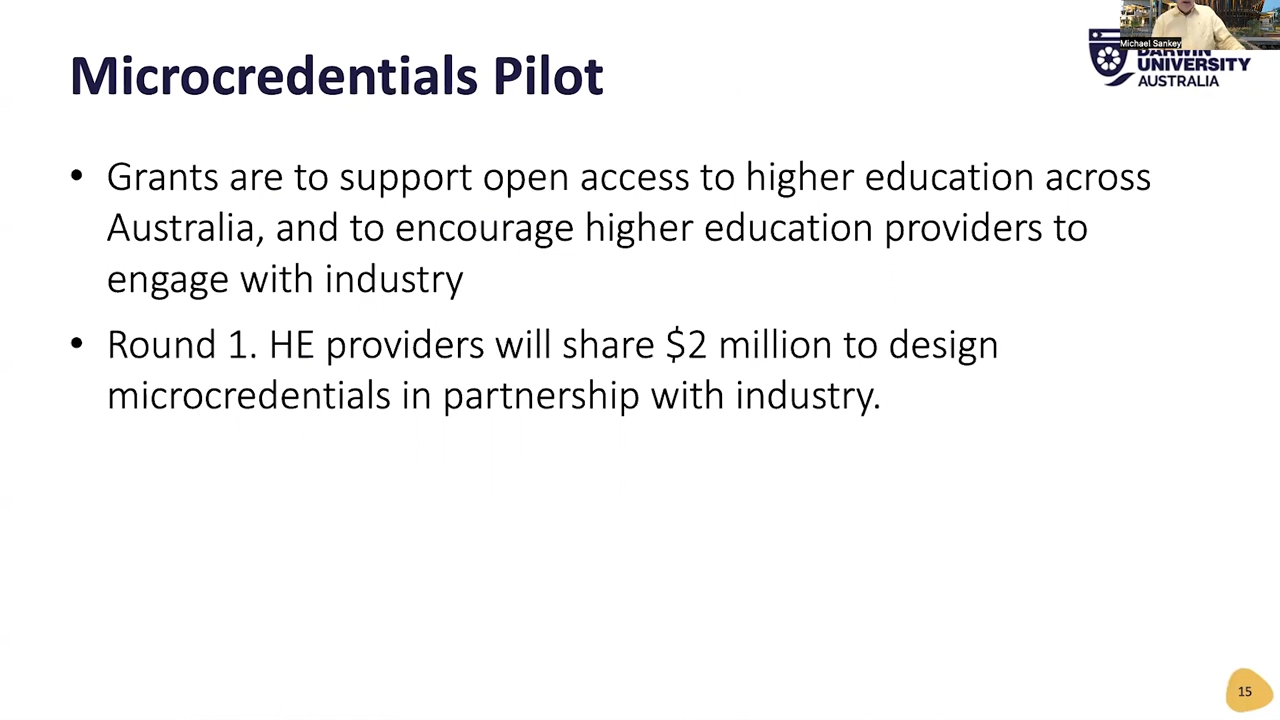 Microcredentials Pilot
Michael Sankey
DARWIN
UNIVERSITY
AUSTRALIA
• Grants are to support open access to higher education across
Australia, and to encourage higher education providers to
engage with industry
• Round 1. HE providers will share $2 million to design
microcredentials in partnership with industry.
15